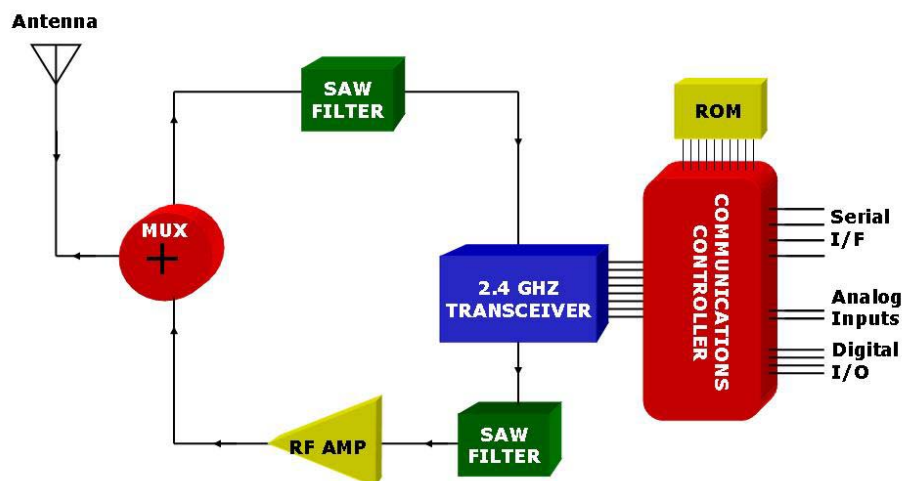 Antenna
SAW
FILTER
ROM
MUX
COMMUNICATIONS
CONTROLLER
Serial
I/F
2.4 GHZ
TRANSCEIVER
Analog
Inputs
Digital
I/O
RF AMP
SAW
FILTER